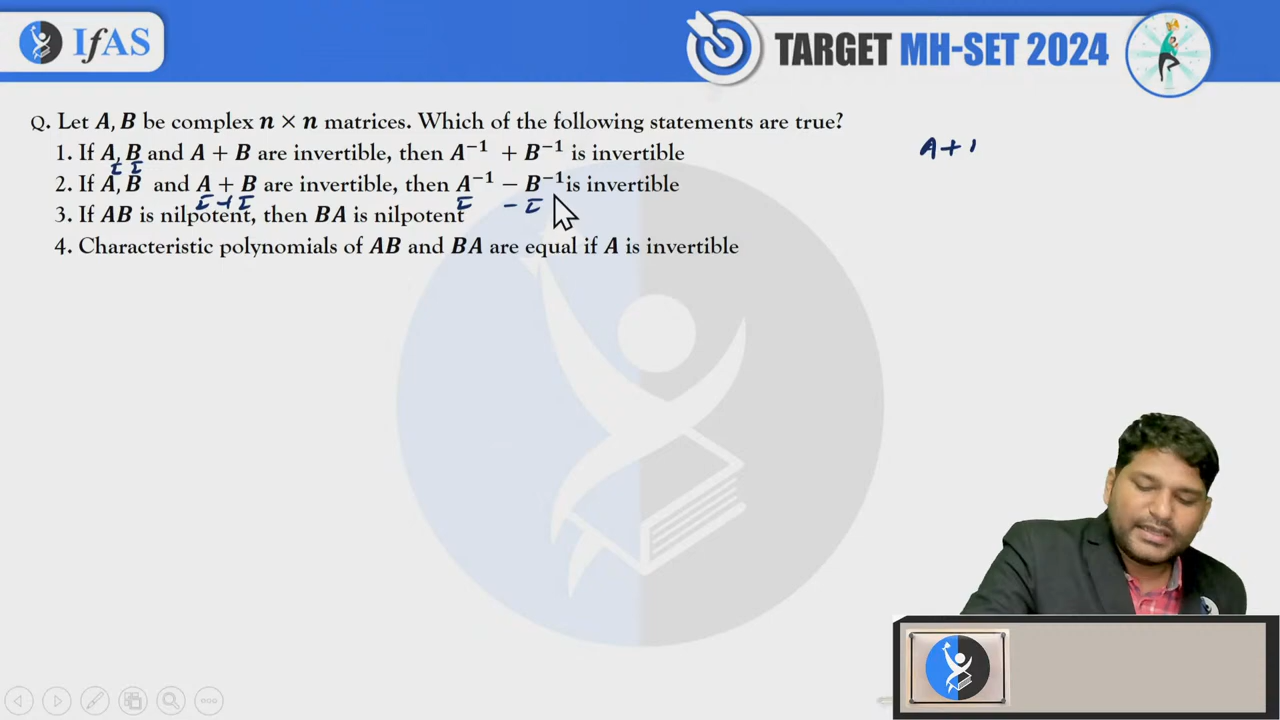 IfAS
TARGET MH-SET 2024
Q. Let A, B be complex n × n matrices. Which of the following statements are true?
1. If A, B and A + B are invertible, then A⁻¹ + B⁻¹ is invertible
I I
2. If A, B and A + B are invertible, then A⁻¹ − B⁻¹is invertible
I + I I − I
3. If AB is nilpotent, then BA is nilpotent
4. Characteristic polynomials of AB and BA are equal if A is invertible
A +